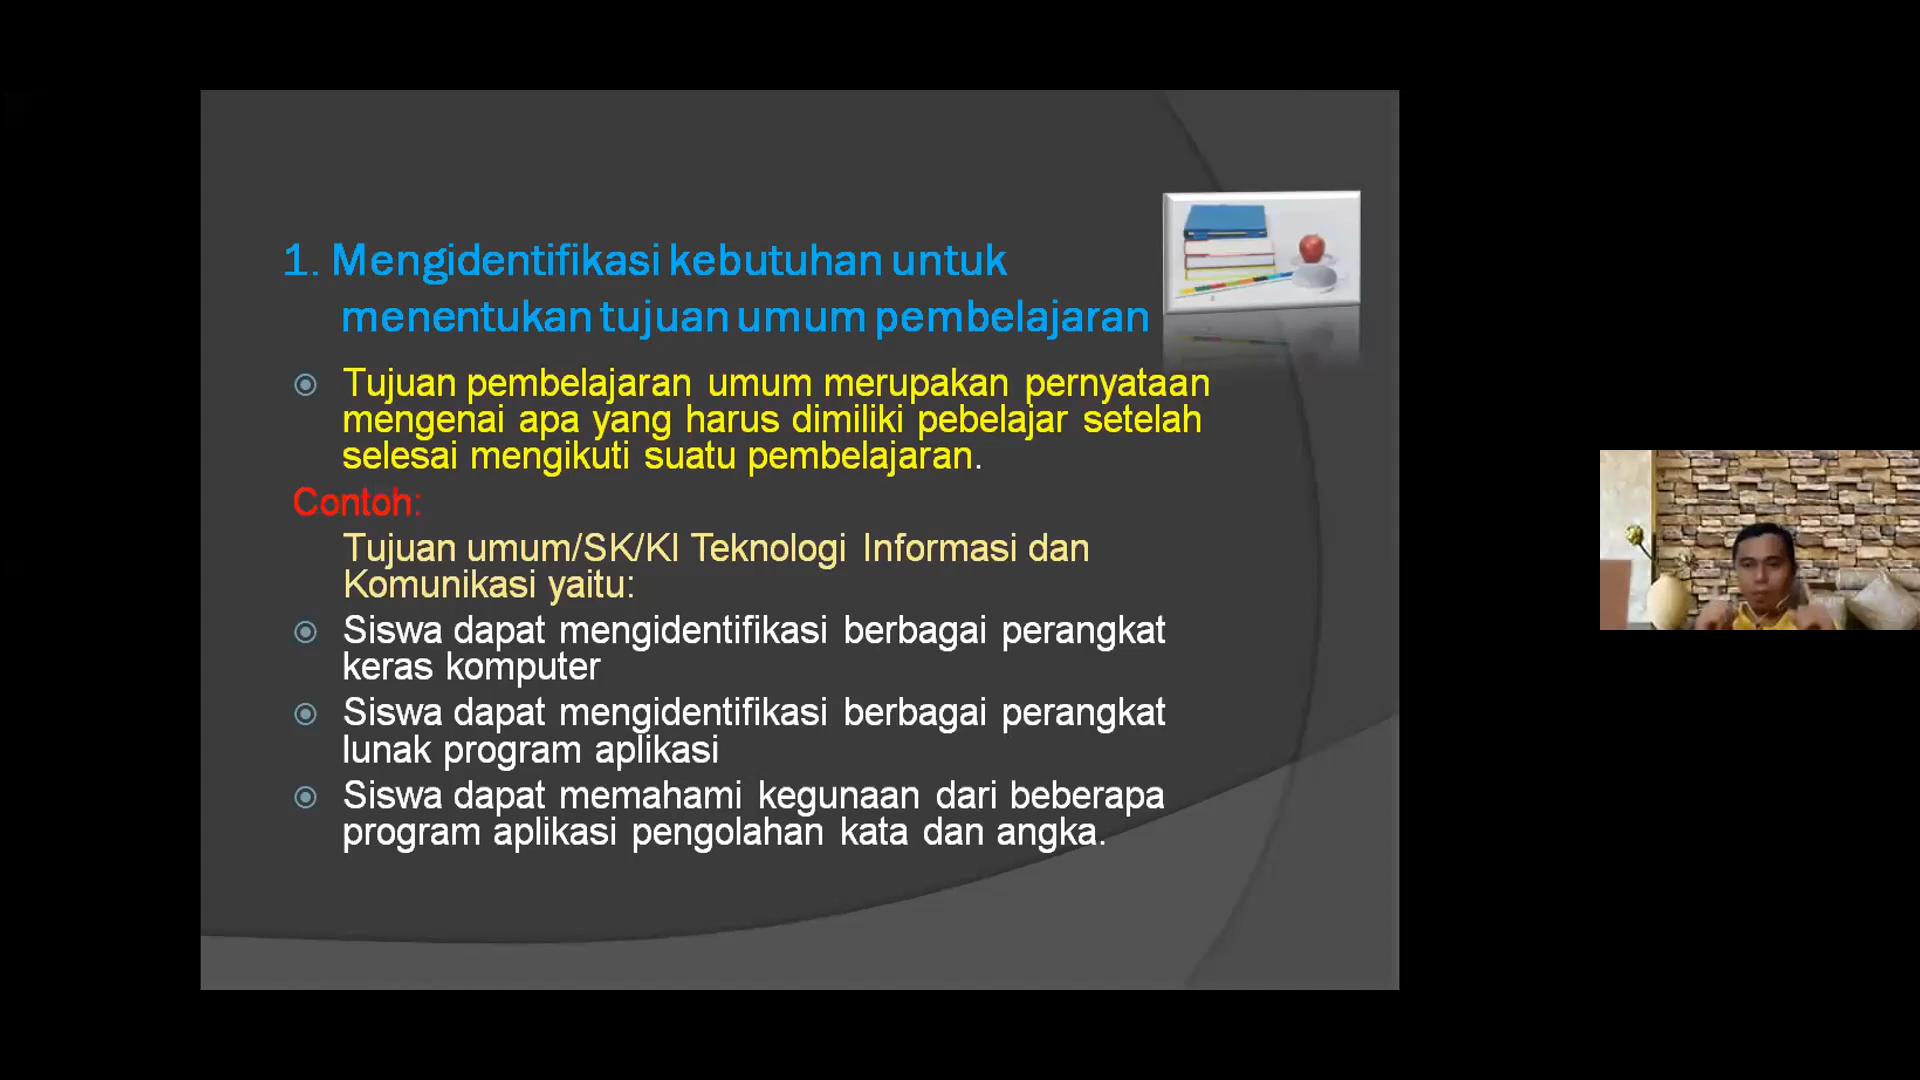 1. Mengidentifikasi kebutuhan untuk
menentukan tujuan umum pembelajaran
Tujuan pembelajaran umum merupakan pernyataan
mengenai apa yang harus dimiliki pebelajar setelah
selesai mengikuti suatu pembelajaran.
Contoh:
Tujuan umum/SK/KI Teknologi Informasi dan
Komunikasi yaitu:
Siswa dapat mengidentifikasi berbagai perangkat
keras komputer
Siswa dapat mengidentifikasi berbagai perangkat
lunak program aplikasi
Siswa dapat memahami kegunaan dari beberapa
program aplikasi pengolahan kata dan angka.